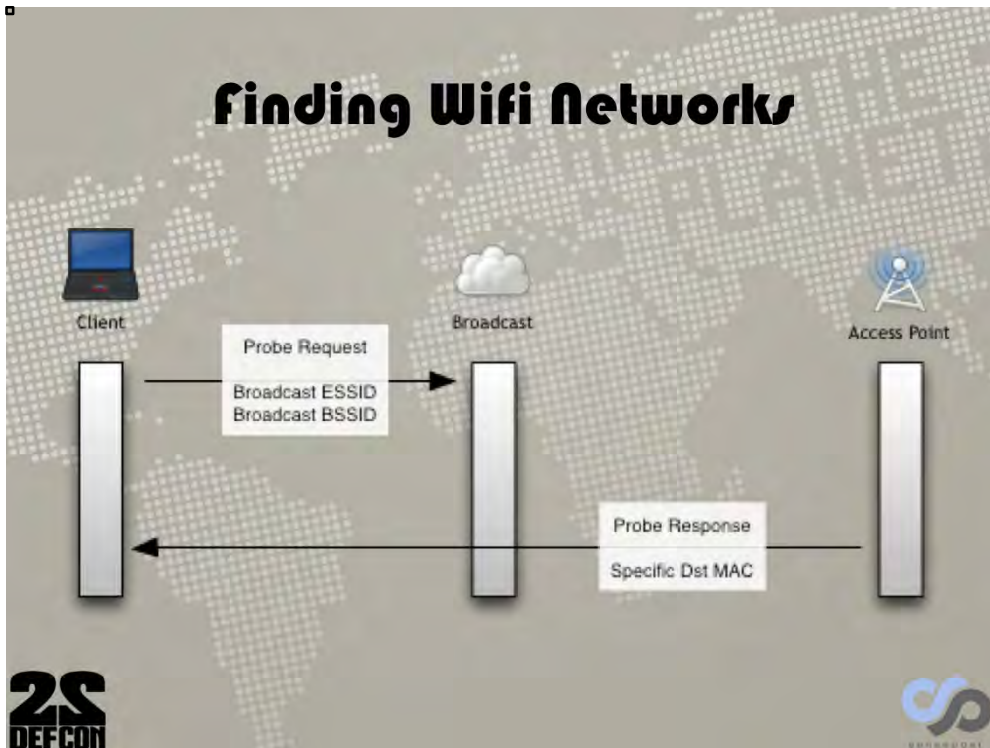 Finding Wifi Networks
Client
Broadcast
Access Point
Probe Request
Broadcast ESSID
Broadcast BSSID
Probe Response
Specific Dst MAC
DEFCON